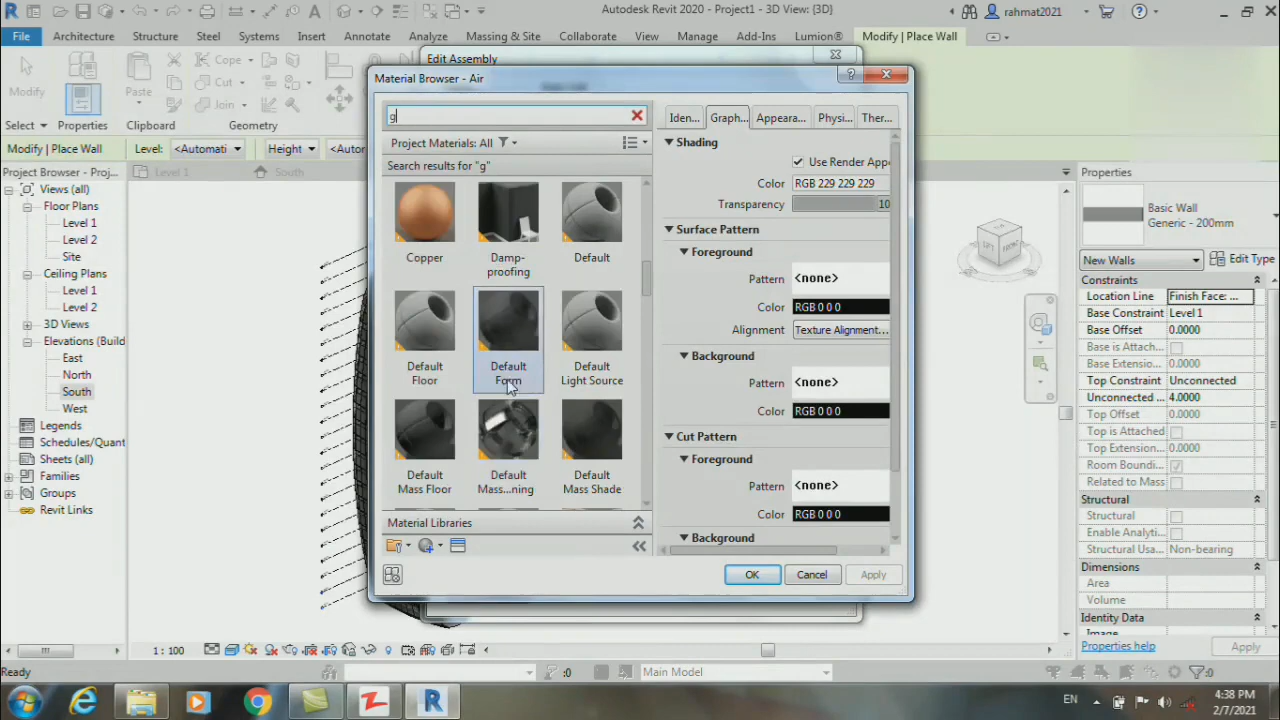 Autodesk Revit 2020 - Project1 - 3D View: {3D}
rahmat2021
File Architecture Structure Steel Systems Insert Annotate Analyze Massing & Site Collaborate View Manage Add-Ins Lumion® Modify | Place Wall
Modify
Paste
Cope
Cut
Join
Select Properties Clipboard Geometry
Modify | Place Wall Level: <Automati Height <Autor
Edit Assembly
Material Browser - Air
g
Project Materials: All
Search results for "g"
Copper
Damp-
proofing
Default
Default
Floor
Default
Form
Default
Light Source
Default
Mass Floor
Default
Mass...ning
Default
Mass Shade
Material Libraries
Iden... Graph... Appeara... Physi... Ther...
Shading
Use Render Appe
Color RGB 229 229 229
Transparency 10
Surface Pattern
Foreground
Pattern <none>
Color RGB 0 0 0
Alignment Texture Alignment...
Background
Pattern <none>
Color RGB 0 0 0
Cut Pattern
Foreground
Pattern <none>
Color RGB 0 0 0
Background
OK Cancel Apply
Project Browser - Proj...
Level 1 South
Views (all)
Floor Plans
Level 1
Level 2
Site
Ceiling Plans
Level 1
Level 2
3D Views
Elevations (Build
East
North
South
West
Legends
Schedules/Quant
Sheets (all)
Families
Groups
Revit Links
LEFT FRONT
Properties
Basic Wall
Generic - 200mm
New Walls Edit Type
Constraints
Location Line Finish Face: ...
Base Constraint Level 1
Base Offset 0.0000
Base is Attach...
Base Extension... 0.0000
Top Constraint Unconnected
Unconnected ... 4.0000
Top Offset 0.0000
Top is Attached
Top Extension... 0.0000
Room Boundi...
Related to Mass
Structural
Structural
Enable Analyti...
Structural Usa... Non-bearing
Dimensions
Area
Volume
Identity Data
Image
Properties help Apply
1 : 100
Ready
:0
Main Model
:0
EN
4:38 PM
2/7/2021